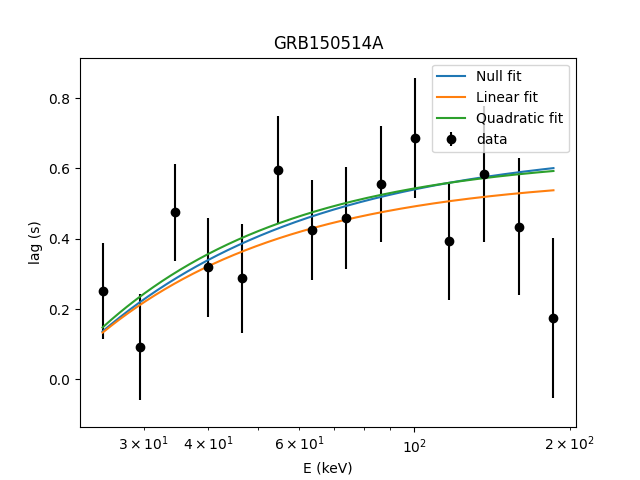 GRB150514A
lag (s)
0.8
0.6
0.4
0.2
0.0
Null fit
Linear fit
Quadratic fit
data
3 × 10¹
4 × 10¹
6 × 10¹
10²
2 × 10²
E (keV)